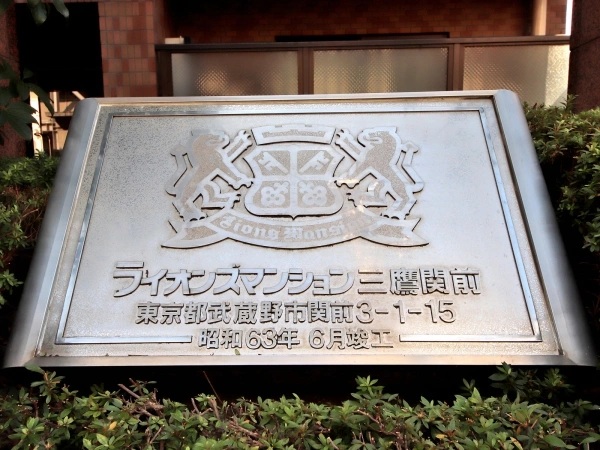 Lions Mansion
ライオンズマンション三鷹関前
東京都武蔵野市関前3-1-15
昭和63年 6月竣工